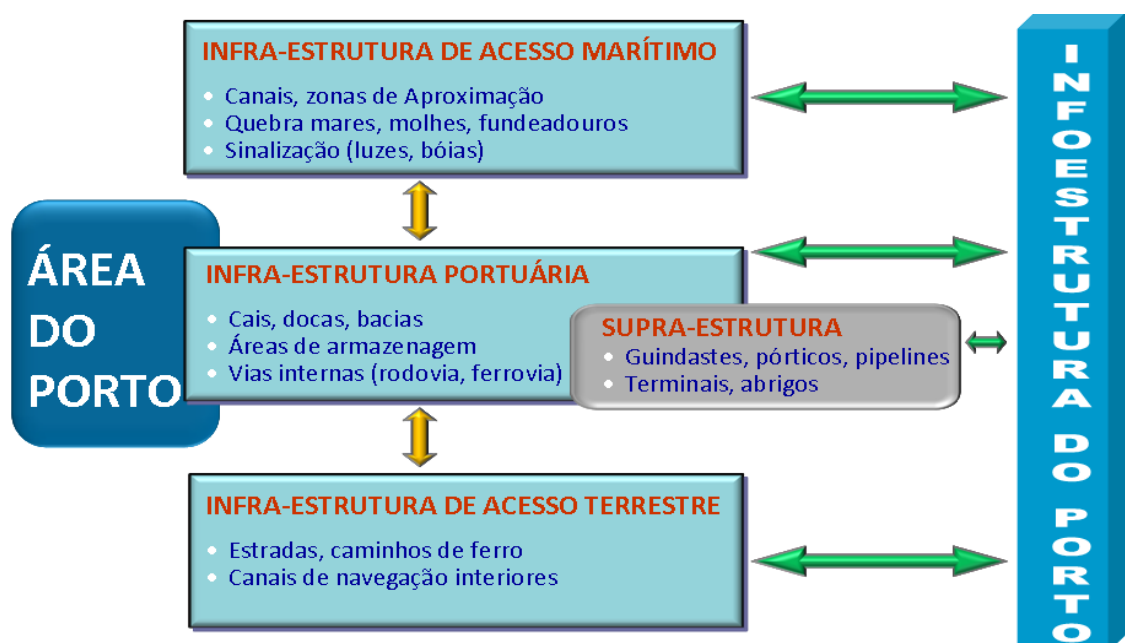 INFRA-ESTRUTURA DE ACESSO MARÍTIMO
• Canais, zonas de Aproximação
• Quebra mares, molhes, fundeadouros
• Sinalização (luzes, bóias)
ÁREA
DO
PORTO
INFRA-ESTRUTURA PORTUÁRIA
• Cais, docas, bacias
• Áreas de armazenagem
• Vias internas (rodovia, ferrovia)
SUPRA-ESTRUTURA
• Guindastes, pórticos, pipelines
• Terminais, abrigos
INFRA-ESTRUTURA DE ACESSO TERRESTRE
• Estradas, caminhos de ferro
• Canais de navegação interiores
INFOESTRUTURA DO PORTO